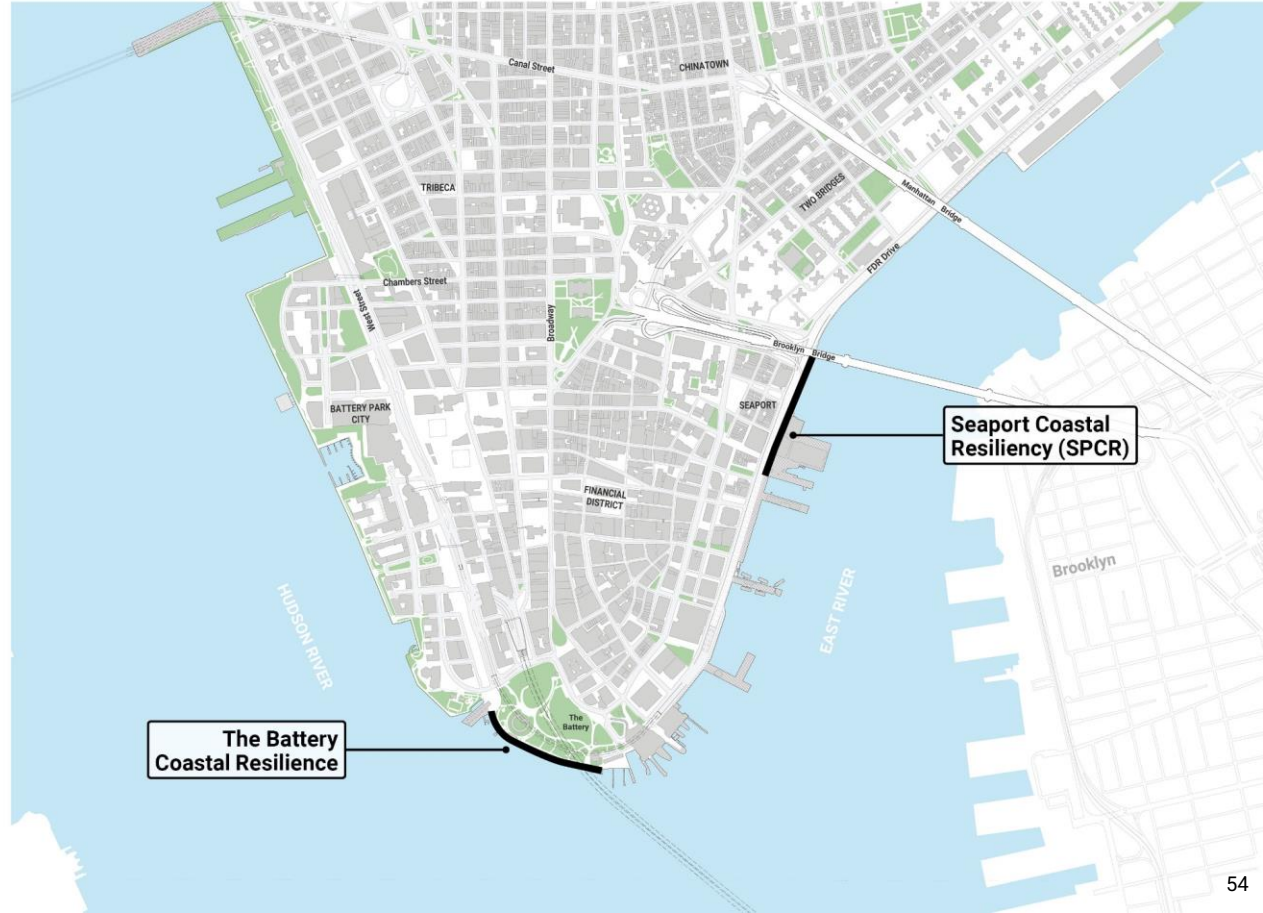 Canal Street
CHINATOWN
TRIBECA
TWO BRIDGES
Manhattan Bridge
FDR Drive
Chambers Street
West Street
Broadway
Brooklyn Bridge
BATTERY PARK
CITY
SEAPORT
Seaport Coastal
Resiliency (SPCR)
FINANCIAL
DISTRICT
Brooklyn
HUDSON RIVER
EAST RIVER
The
Battery
The Battery
Coastal Resilience
54